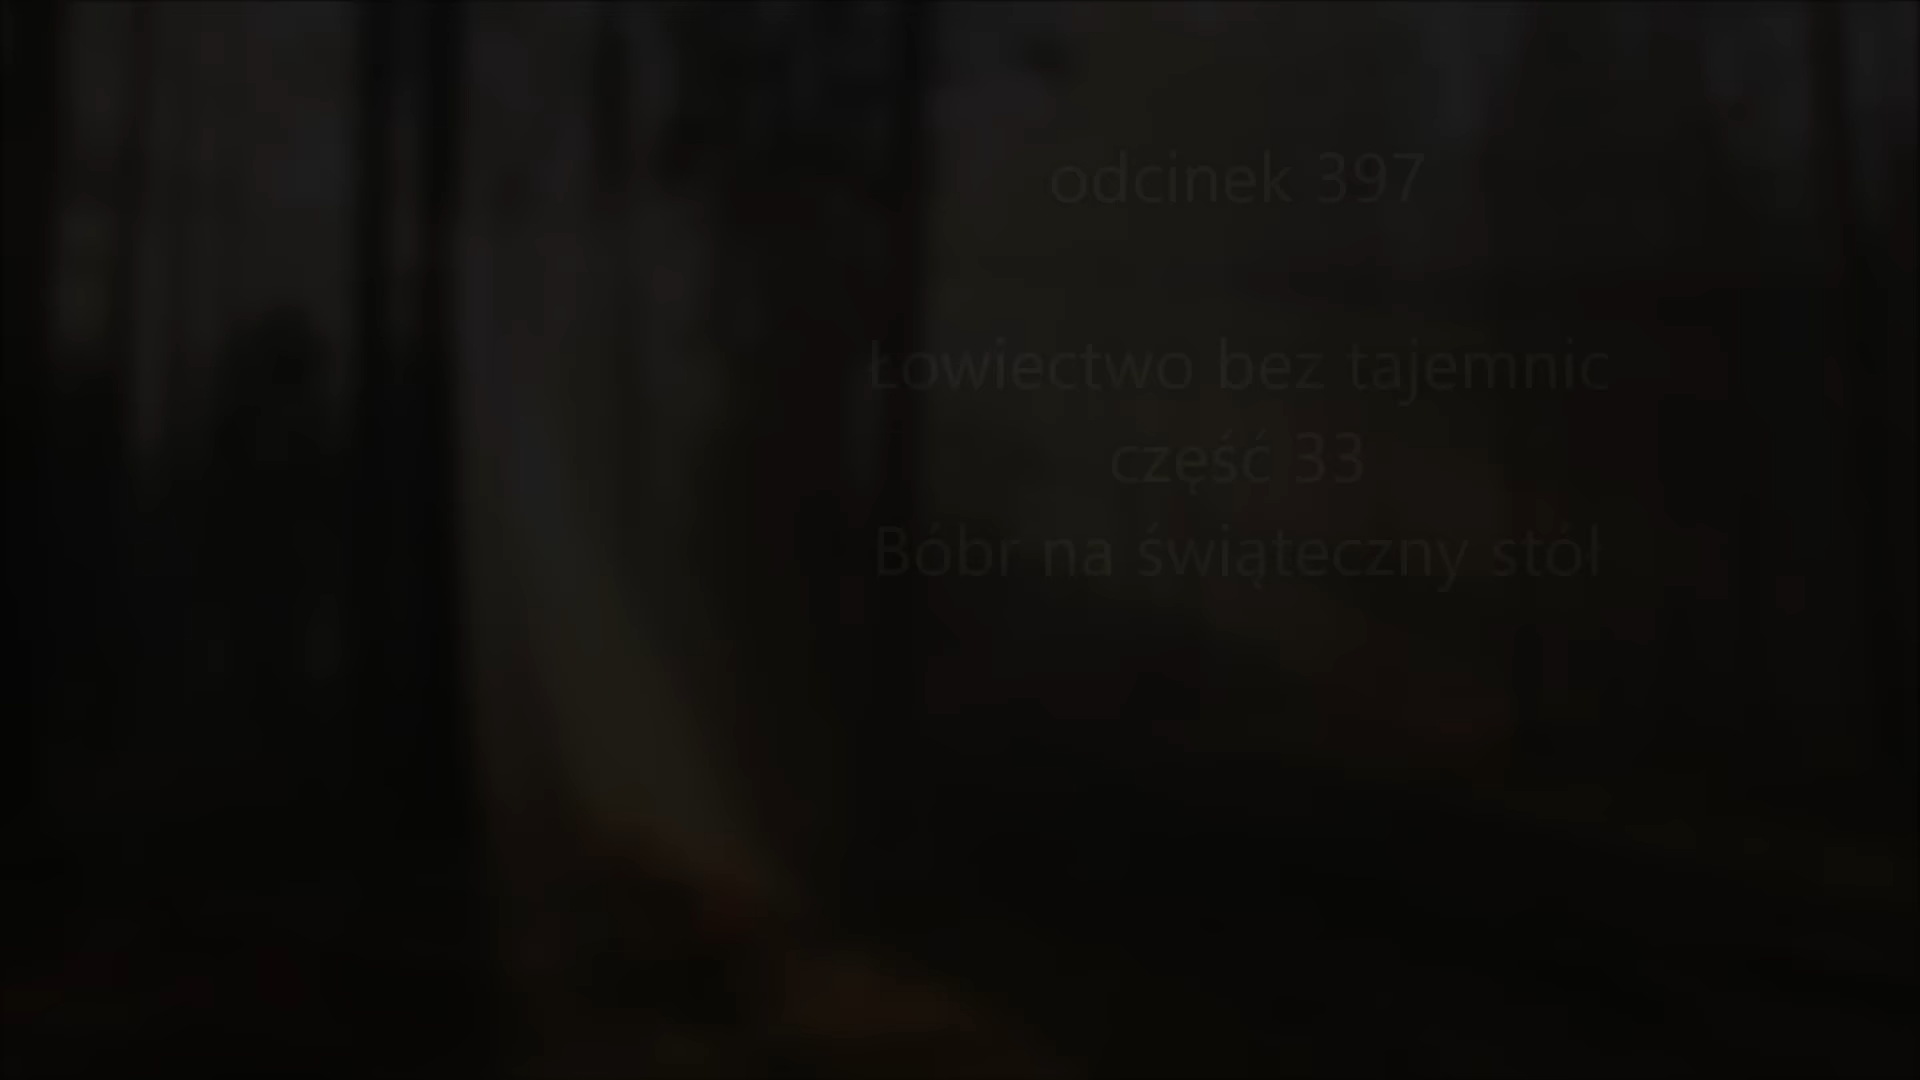 odcinek 397
Łowiectwo bez tajemnic
część 33
Bóbr na świąteczny stół